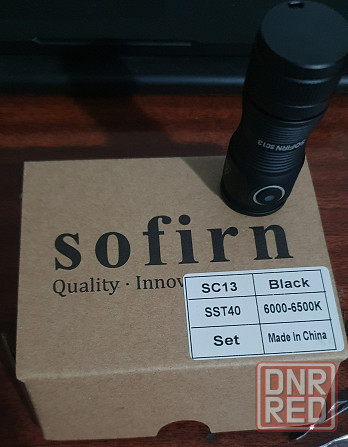 SOFIRN SC13
sofirn
Quality · Innov
SC13 Black
SST40 6000-6500K
Set Made In China
DNR
RED